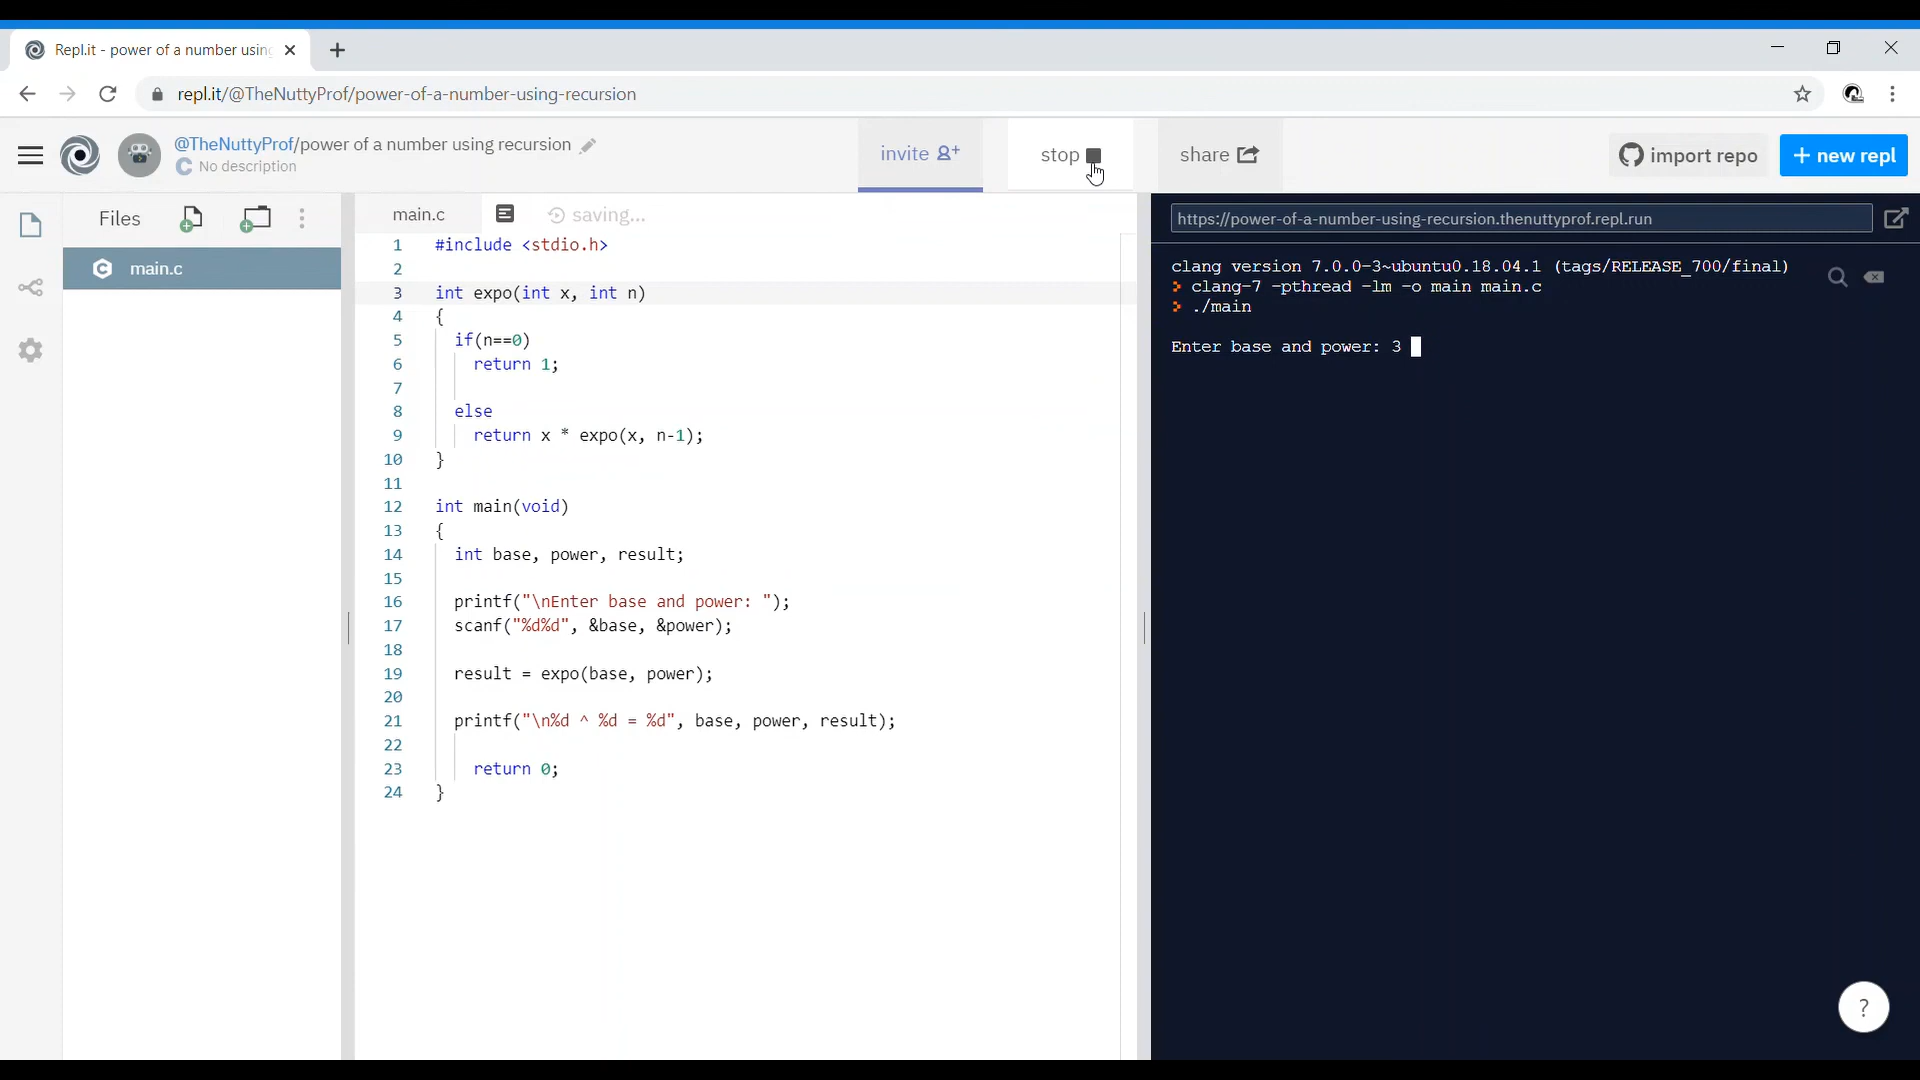 Repl.it - power of a number using
repl.it/@TheNuttyProf/power-of-a-number-using-recursion
@TheNuttyProf/power of a number using recursion
No description
invite
stop
share
import repo
+ new repl
Files
main.c
main.c
saving...
1 #include <stdio.h>
2
3 int expo(int x, int n)
4 {
5 if(n==0)
6 return 1;
7
8 else
9 return x * expo(x, n-1);
10 }
11
12 int main(void)
13 {
14 int base, power, result;
15
16 printf("\nEnter base and power: ");
17 scanf("%d%d", &base, &power);
18
19 result = expo(base, power);
20
21 printf("\n%d ^ %d = %d", base, power, result);
22
23 return 0;
24 }
https://power-of-a-number-using-recursion.thenuttyprof.repl.run
clang version 7.0.0-3~ubuntu0.18.04.1 (tags/RELEASE_700/final)
> clang-7 -pthread -lm -o main main.c
> ./main
Enter base and power: 3
?